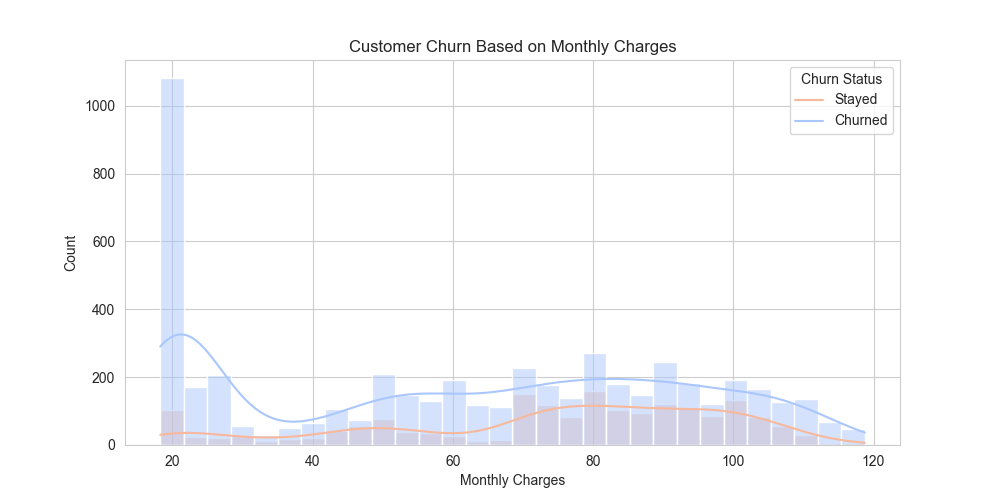 Customer Churn Based on Monthly Charges
Churn Status
Stayed
Churned
Count
1000
800
600
400
200
0
20 40 60 80 100 120
Monthly Charges